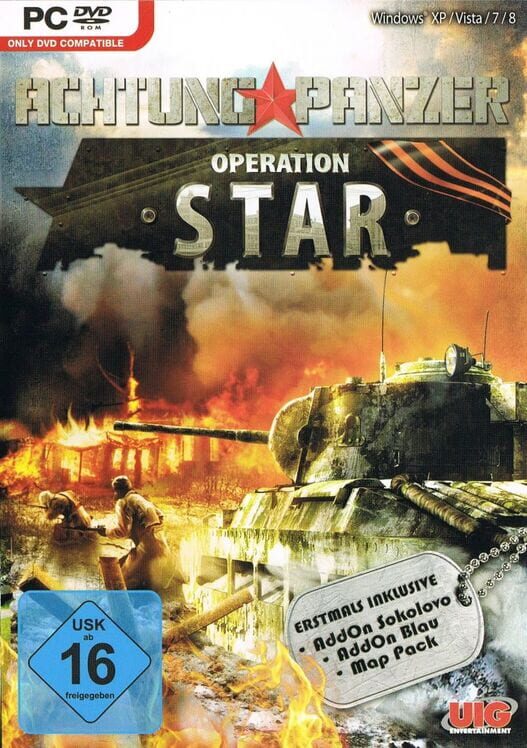 PC DVD
ROM
ONLY DVD COMPATIBLE
Windows® XP/Vista/7/8
ACHTUNG PANZER
OPERATION
STAR
ERSTMALS INKLUSIVE
• AddOn Sokolovo
• AddOn Blau
• Map Pack
USK
ab
16
freigegeben
UIG
ENTERTAINMENT